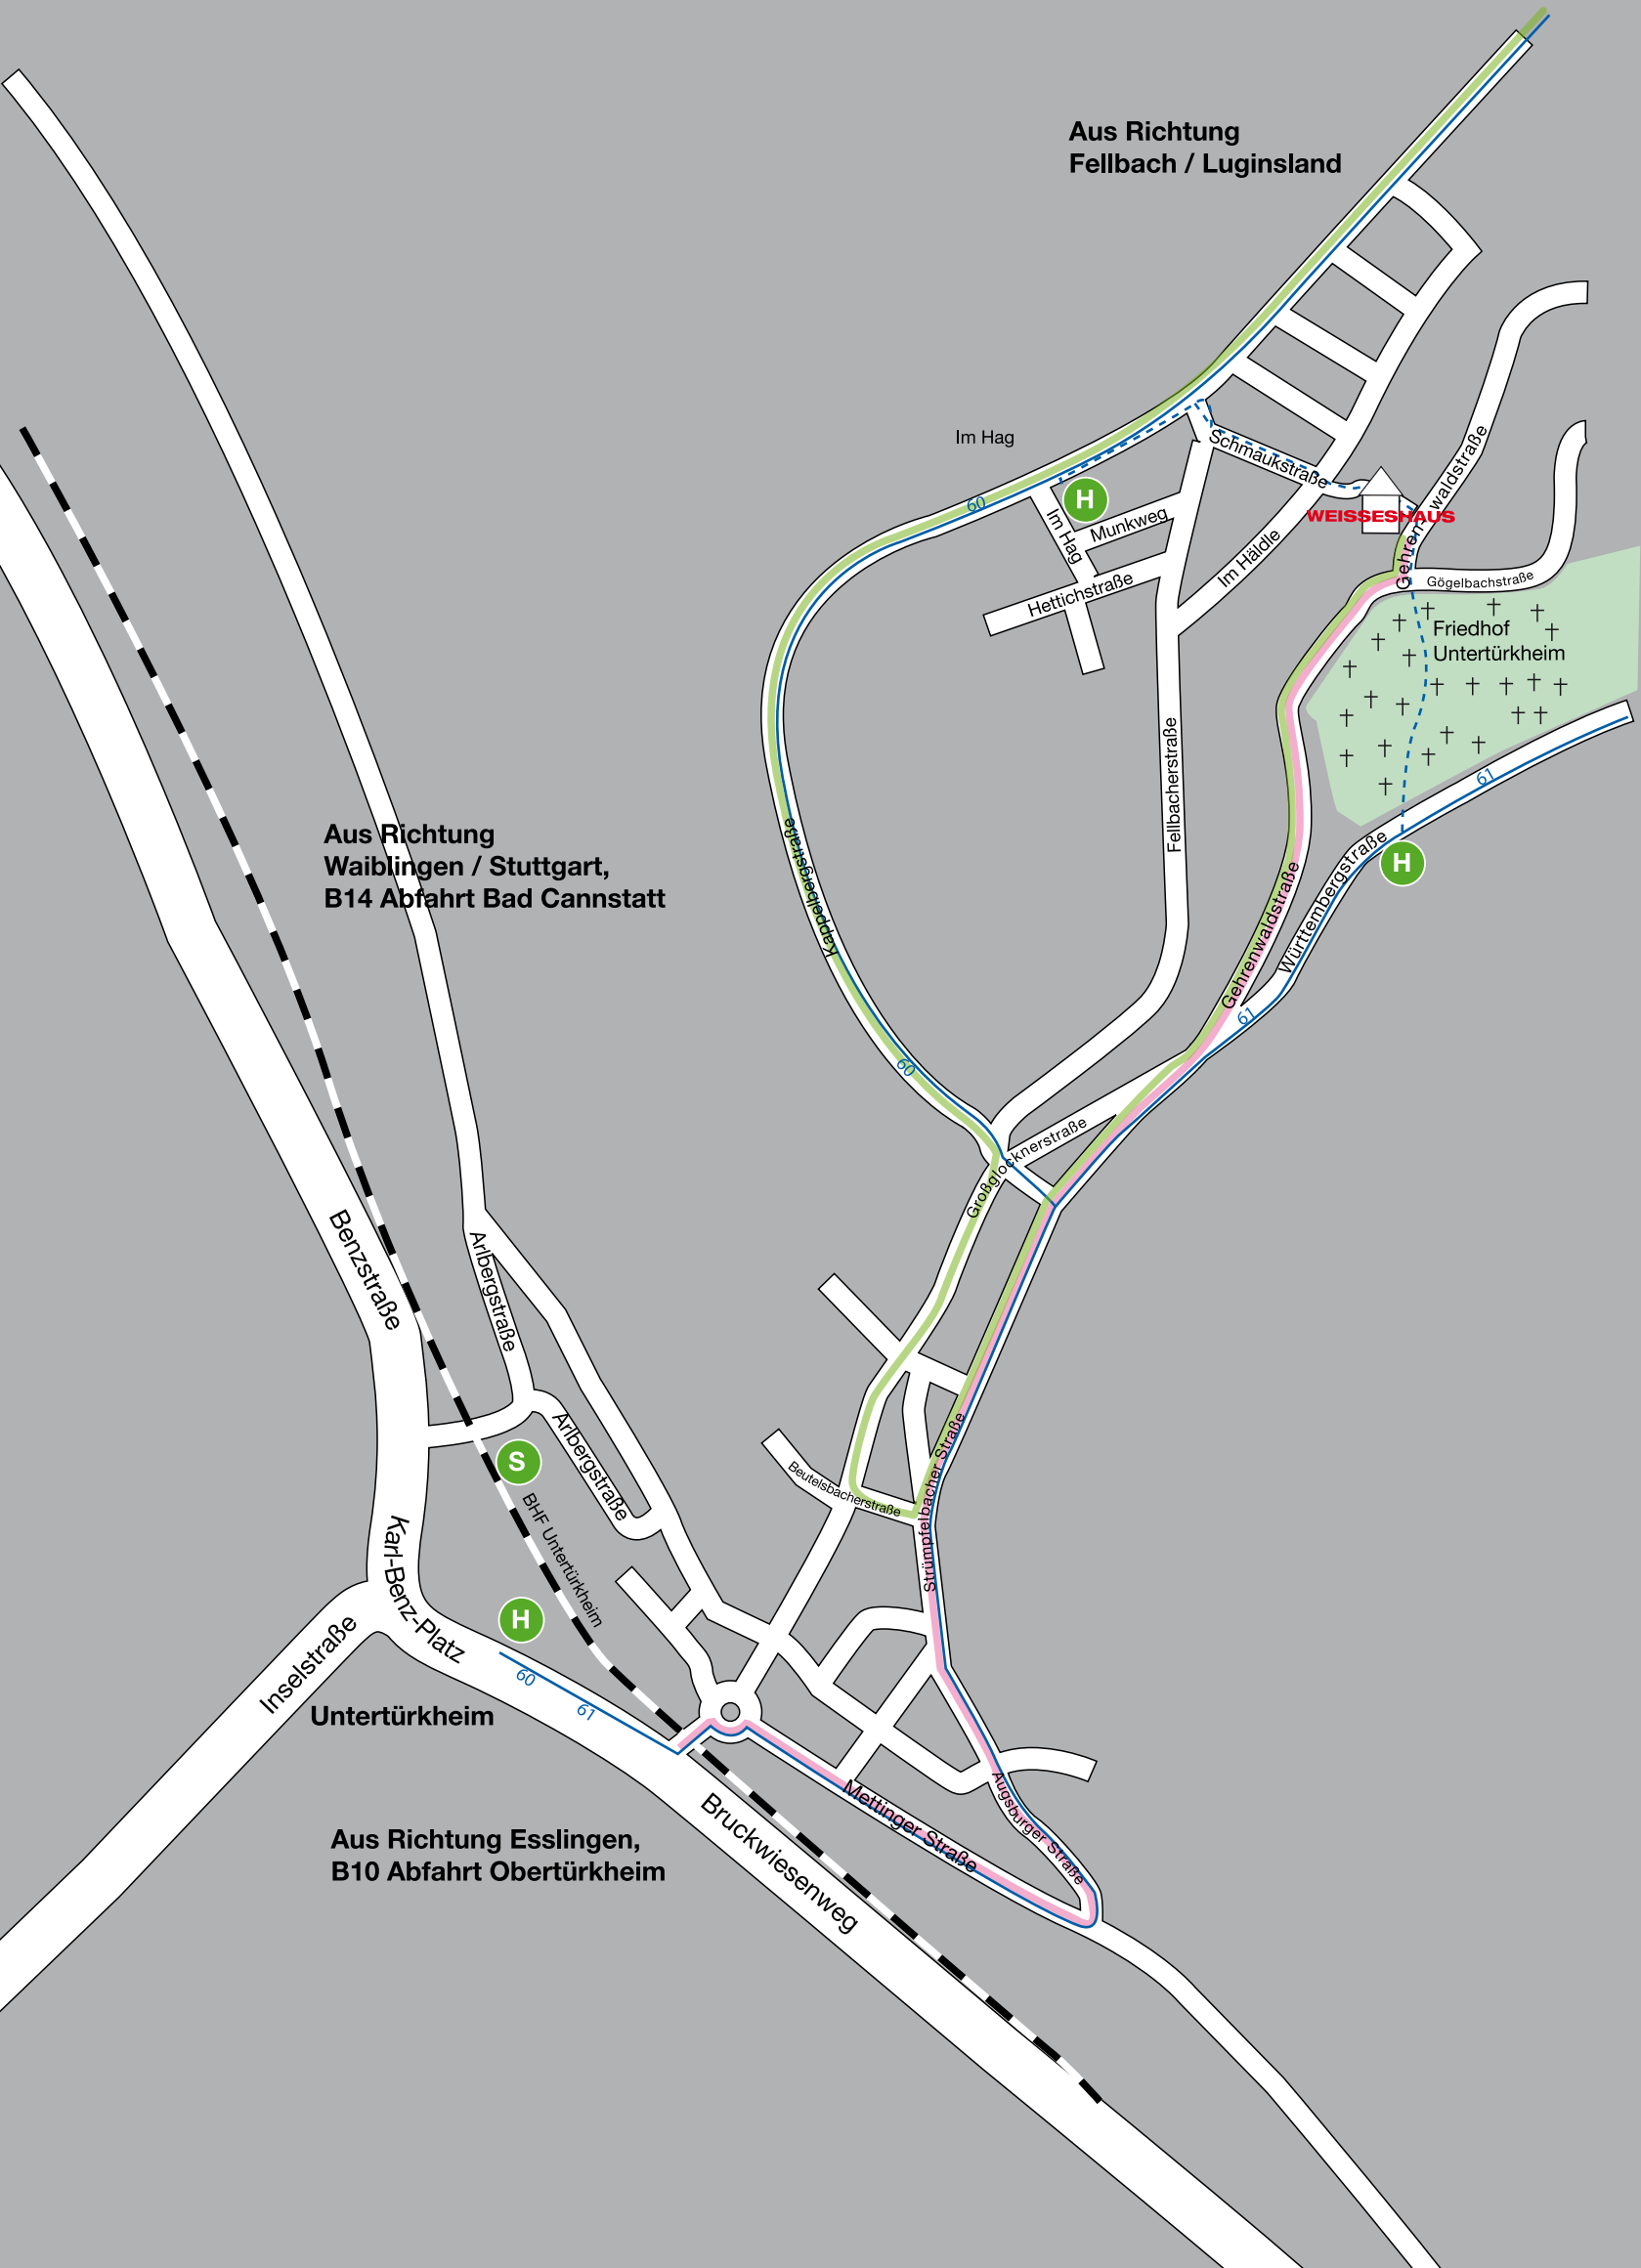 Aus Richtung
Fellbach / Luginsland
Im Hag
60
H
Schmaukstraße
Im Hag
Munkweg
Hettichstraße
Im Häldle
WEISSESHAUS
Gehrenwaldstraße
Gögelbachstraße
Friedhof
Untertürkheim
Fellbacherstraße
61
H
Württembergstraße
Aus Richtung
Waiblingen / Stuttgart,
B14 Abfahrt Bad Cannstatt
Kappelbergstraße
Gehrenwaldstraße
61
60
Großglocknerstraße
Benzstraße
Arlbergstraße
Arlbergstraße
S
BHF Untertürkheim
Beutelsbacherstraße
Strümpfelbacher Straße
Karl-Benz-Platz
H
Inselstraße
60
61
Untertürkheim
Mettinger Straße
Augsburger Straße
Bruckwiesenweg
Aus Richtung Esslingen,
B10 Abfahrt Obertürkheim